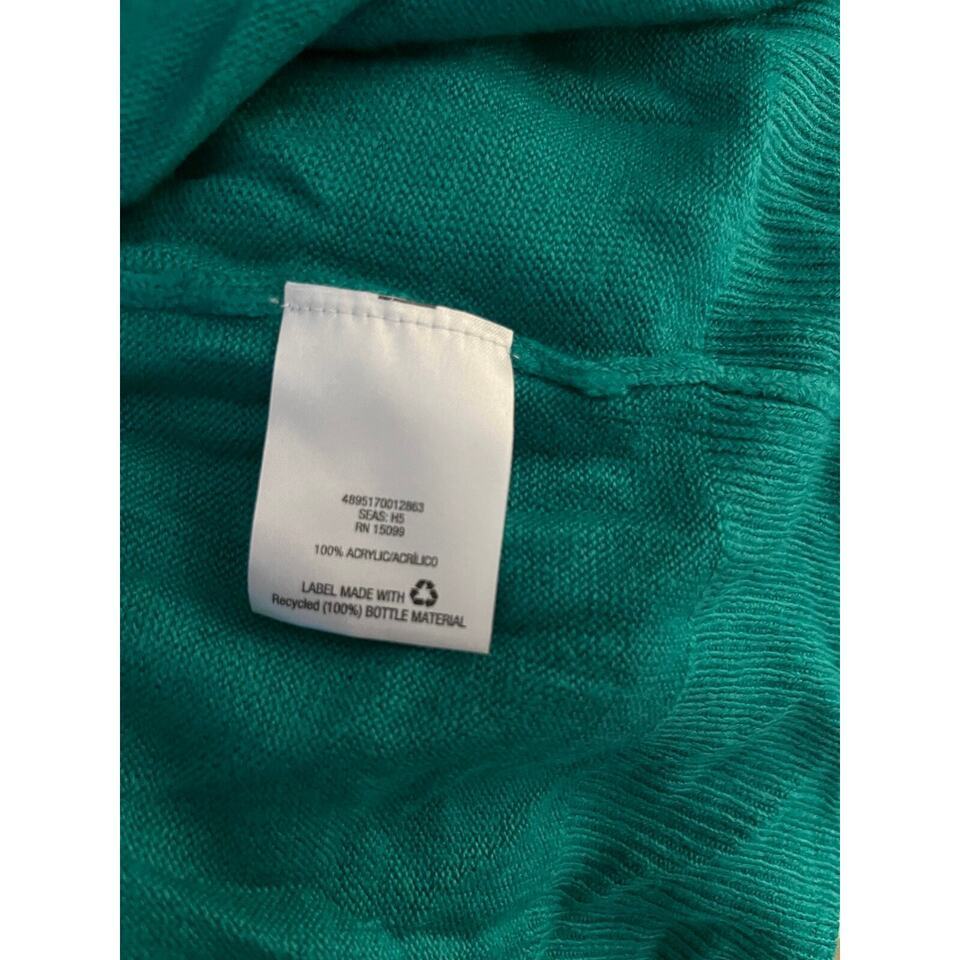 4895170012863
SEAS: H5
RN 15099
100% ACRYLIC/ACRÍLICO
LABEL MADE WITH
Recycled (100%) BOTTLE MATERIAL